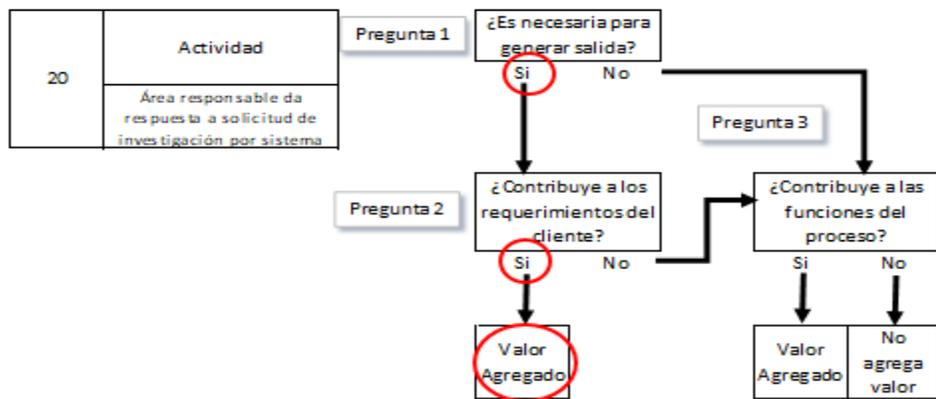 20
Actividad
Área responsable da
respuesta a solicitud de
investigación por sistema
Pregunta 1
¿Es necesaria para
generar salida?
Si No
Pregunta 3
Pregunta 2
¿Contribuye a los
requerimientos del
cliente?
Si No
¿Contribuye a las
funciones del
proceso?
Si No
Valor
Agregado
Valor
Agregado
No
agrega
valor